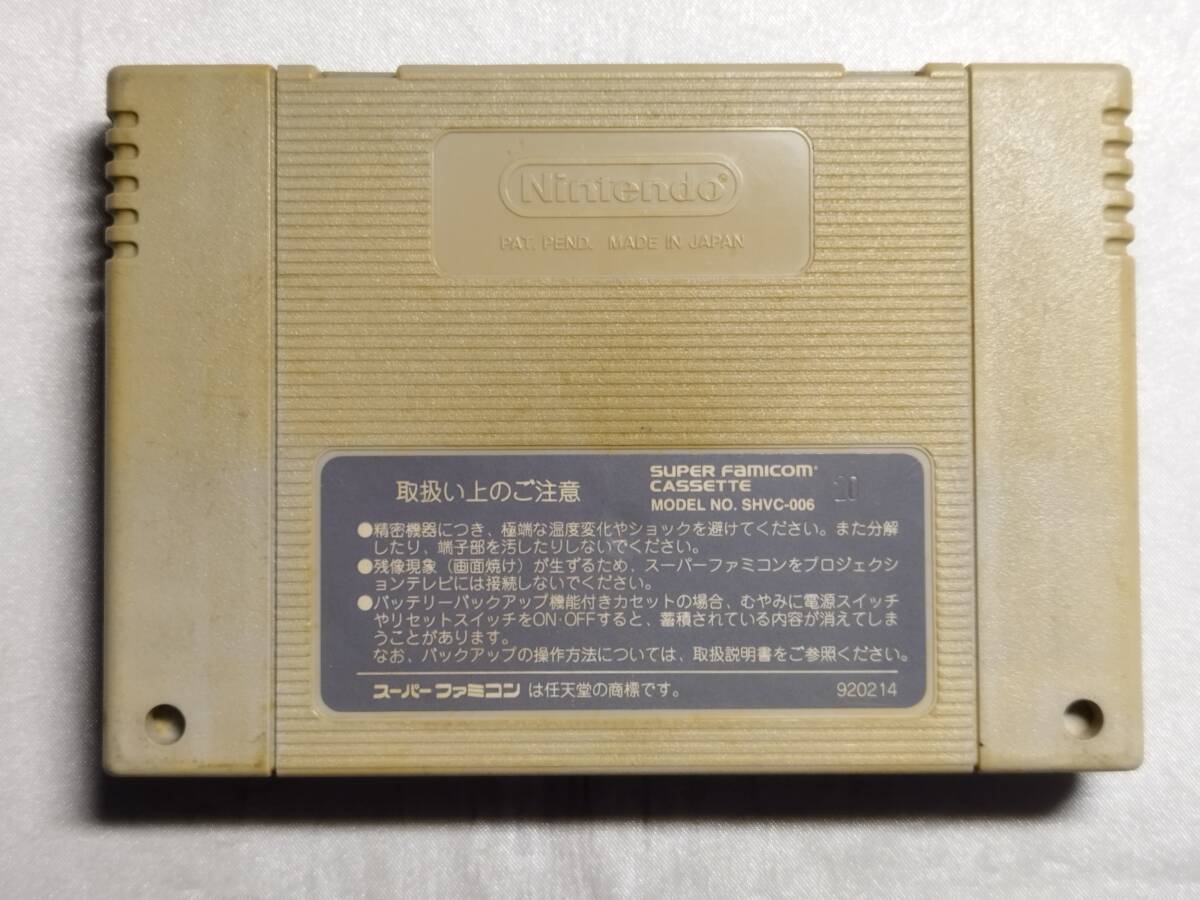 Nintendo®
PAT. PEND. MADE IN JAPAN
取扱い上のご注意
SUPER FAMICOM®
CASSETTE
MODEL NO. SHVC-006
20
●精密機器につき、極端な温度変化やショックを避けてください。また分解
したり、端子部を汚したりしないでください。
●残像現象（画面焼け）が生ずるため、スーパーファミコンをプロジェクシ
ョンテレビには接続しないでください。
●バッテリーバックアップ機能付きカセットの場合、むやみに電源スイッチ
やリセットスイッチをON・OFFすると、蓄積されている内容が消えてしま
うことがあります。
なお、バックアップの操作方法については、取扱説明書をご参照ください。
スーパーファミコン は任天堂の商標です。
920214